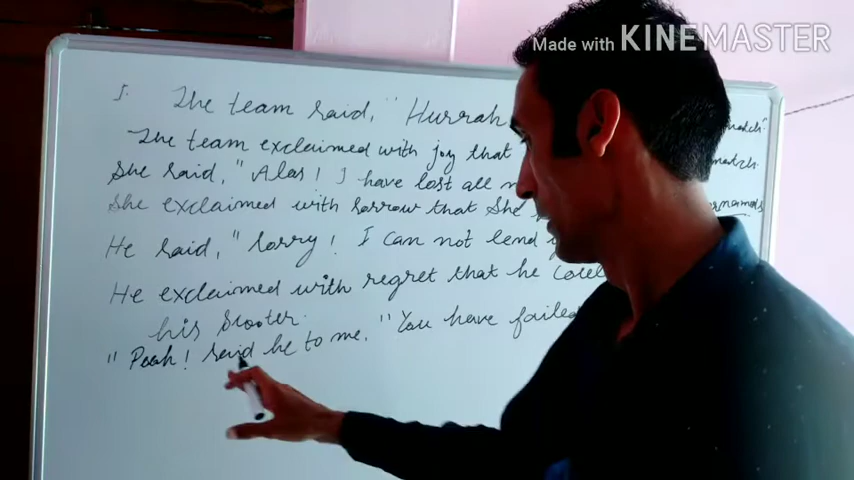 Made with KINEMASTER
5. The team said, "Hurrah match"
The team exclaimed with joy that match.
She said, "Alas! I have lost all
She exclaimed with sorrow that She
He said, "Sorry! I can not lend
He exclaimed with regret that he
his Scooter.
"Pooh! said he to me. "You have failed